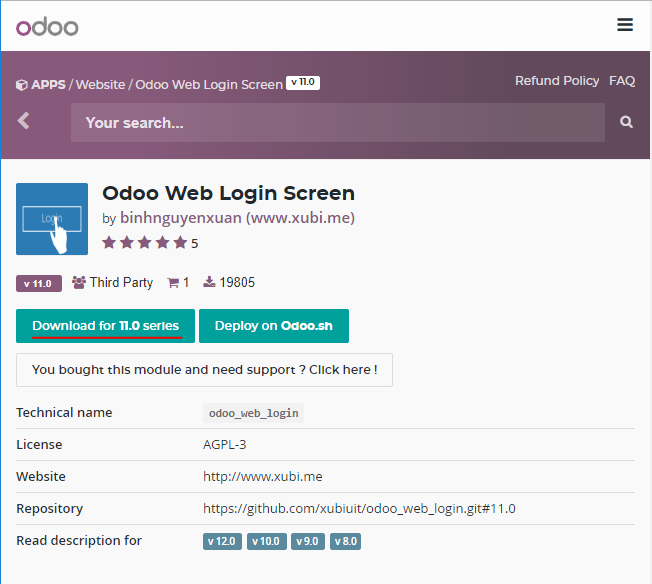 odoo
APPS / Website / Odoo Web Login Screen v 11.0
Refund Policy FAQ
Your search...
Login
Odoo Web Login Screen
by binhnguyenxuan (www.xubi.me)
5
v 11.0 Third Party 1 19805
Download for 11.0 series Deploy on Odoo.sh
You bought this module and need support ? Click here !
Technical name odoo_web_login
License AGPL-3
Website http://www.xubi.me
Repository https://github.com/xubiuit/odoo_web_login.git#11.0
Read description for v 12.0 v 10.0 v 9.0 v 8.0